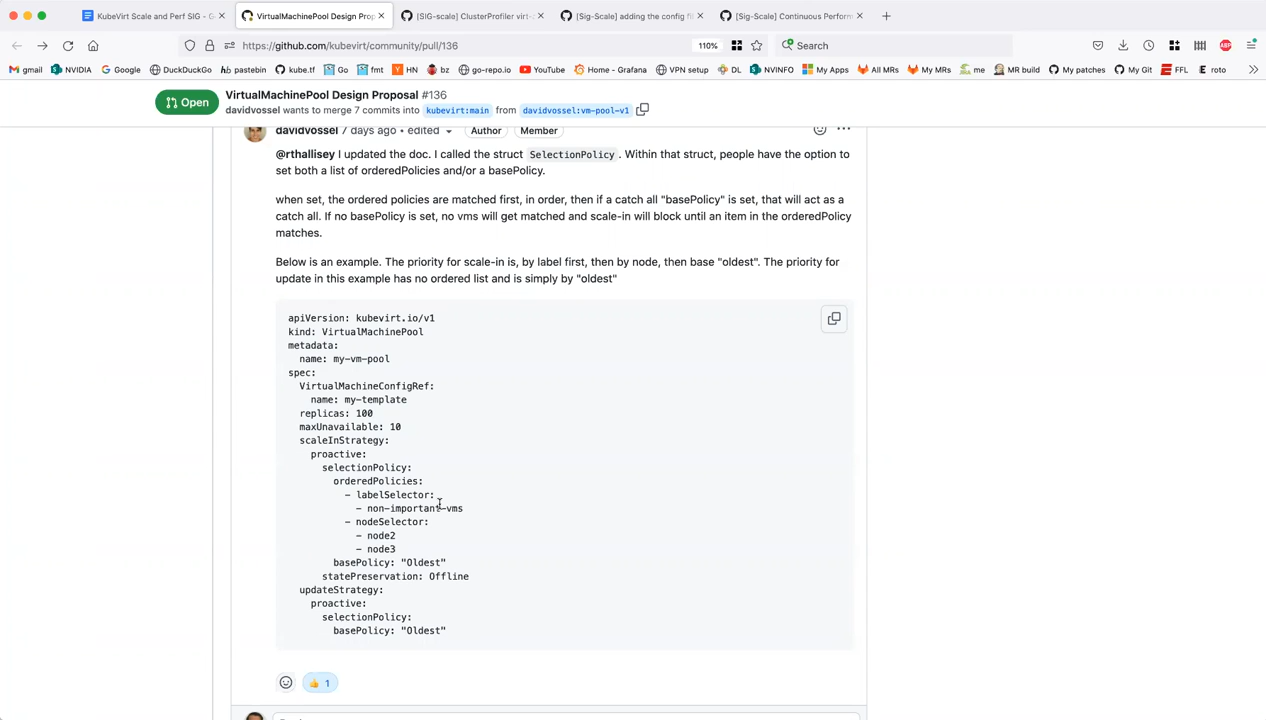 KubeVirt Scale and Perf SIG - G
VirtualMachinePool Design Prop
[SIG-scale] ClusterProfiler virt-
[Sig-Scale] adding the config fi
[Sig-Scale] Continuous Perform
https://github.com/kubevirt/community/pull/136
110%
Search
gmail
NVIDIA
Google
DuckDuckGo
pastebin
kube.tf
Go
fmt
HN
bz
go-repo.io
YouTube
Home - Grafana
VPN setup
DL
NVINFO
My Apps
All MRs
My MRs
me
MR build
My patches
My Git
FFL
roto
Open
VirtualMachinePool Design Proposal #136
davidvossel wants to merge 7 commits into kubevirt:main from davidvossel:vm-pool-v1
davidvossel 7 days ago • edited Author Member
@rthallisey I updated the doc. I called the struct SelectionPolicy. Within that struct, people have the option to
set both a list of orderedPolicies and/or a basePolicy.
when set, the ordered policies are matched first, in order, then if a catch all "basePolicy" is set, that will act as a
catch all. If no basePolicy is set, no vms will get matched and scale-in will block until an item in the orderedPolicy
matches.
Below is an example. The priority for scale-in is, by label first, then by node, then base "oldest". The priority for
update in this example has no ordered list and is simply by "oldest"
apiVersion: kubevirt.io/v1
kind: VirtualMachinePool
metadata:
name: my-vm-pool
spec:
VirtualMachineConfigRef:
name: my-template
replicas: 100
maxUnavailable: 10
scaleInStrategy:
proactive:
selectionPolicy:
orderedPolicies:
- labelSelector:
- non-important-vms
- nodeSelector:
- node2
- node3
basePolicy: "Oldest"
statePreservation: Offline
updateStrategy:
proactive:
selectionPolicy:
basePolicy: "Oldest"
1